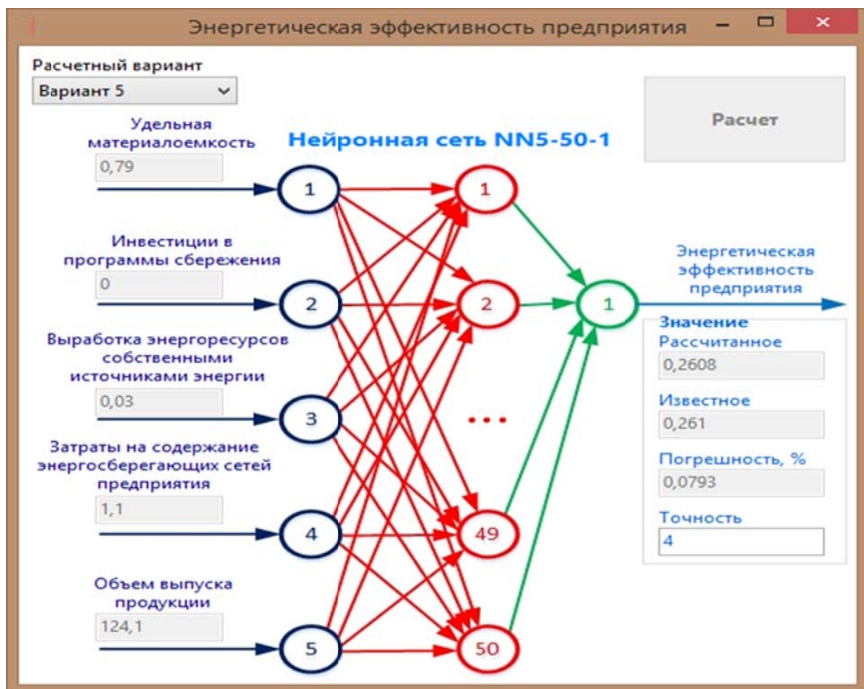 Энергетическая эффективность предприятия
Расчетный вариант
Вариант 5
Расчет
Нейронная сеть NN5-50-1
Удельная
материалоемкость
0,79
Инвестиции в
программы сбережения
0
Выработка энергоресурсов
собственными
источниками энергии
0,03
Затраты на содержание
энергосберегающих сетей
предприятия
1,1
Объем выпуска
продукции
124,1
1
2
3
4
5
1
2
...
49
50
1
Энергетическая
эффективность
предприятия
Значение
Рассчитанное
0,2608
Известное
0,261
Погрешность, %
0,0793
Точность
4